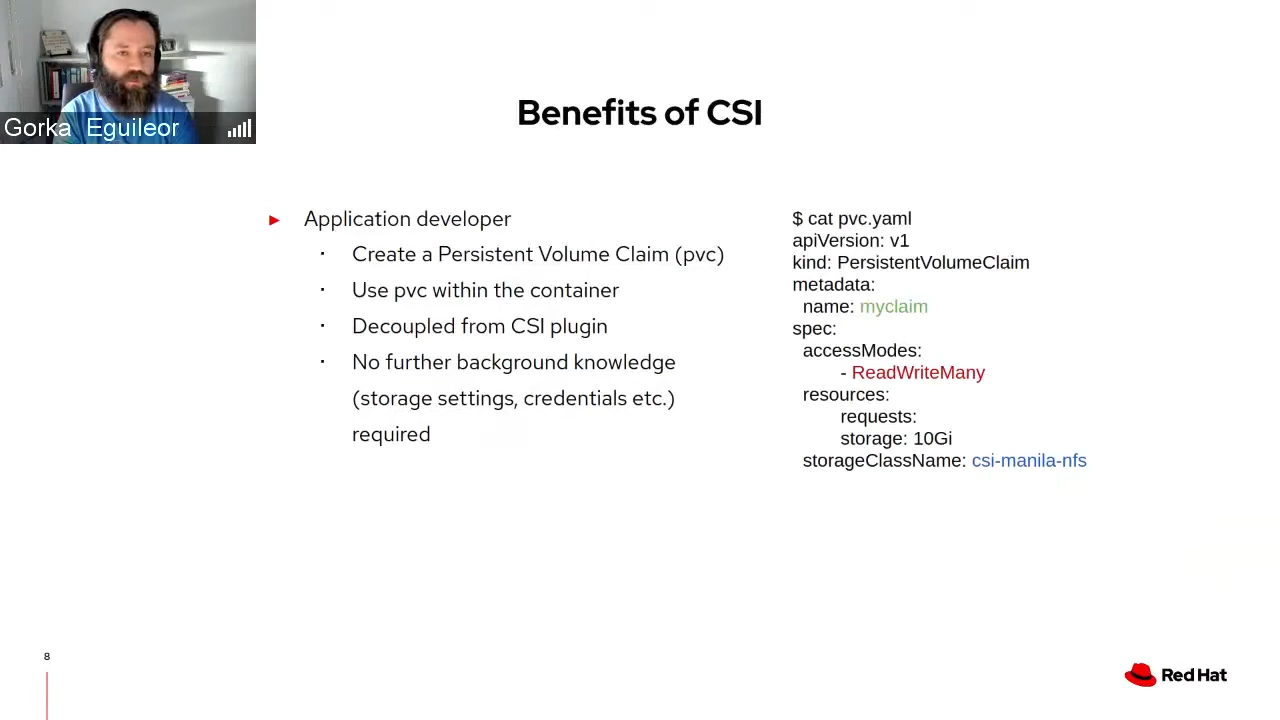 Gorka Eguileor
Benefits of CSI
► Application developer
· Create a Persistent Volume Claim (pvc)
· Use pvc within the container
· Decoupled from CSI plugin
· No further background knowledge
(storage settings, credentials etc.)
required
$ cat pvc.yaml
apiVersion: v1
kind: PersistentVolumeClaim
metadata:
  name: myclaim
spec:
  accessModes:
        - ReadWriteMany
  resources:
        requests:
        storage: 10Gi
  storageClassName: csi-manila-nfs
8
Red Hat